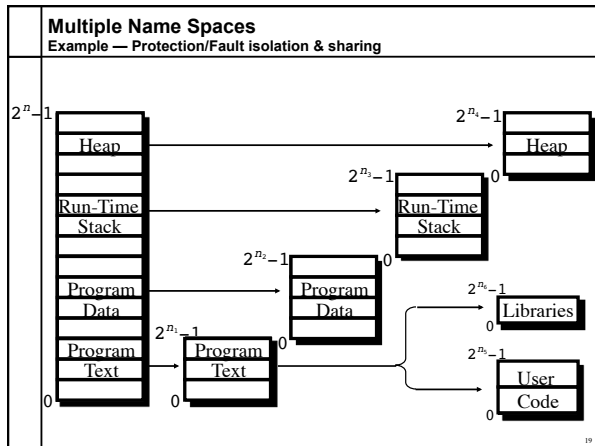 Multiple Name Spaces
Example — Protection/Fault isolation & sharing
2^n–1
Heap
Run-Time
Stack
Program
Data
Program
Text
0
2^n₄–1
Heap
0
2^n₃–1
Run-Time
Stack
0
2^n₂–1
Program
Data
0
2^n₁–1
Program
Text
0
2^n₆–1
Libraries
0
2^n₅–1
User
Code
0
19